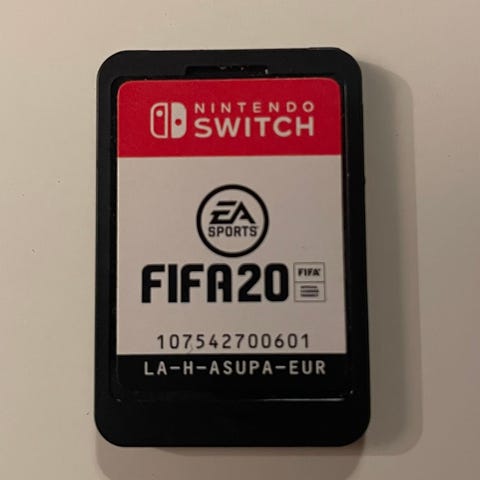 NINTENDO
SWITCH
EA
SPORTS
FIFA20
FIFA
107542700601
LA-H-ASUPA-EUR